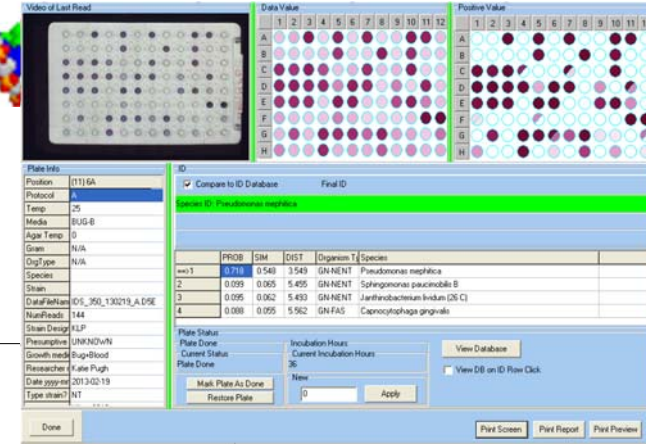 Video of Last Read
Data Value
Positive Value
1 2 3 4 5 6 7 8 9 10 11 12
A
B
C
D
E
F
G
H
1 2 3 4 5 6 7 8 9 10 11
A
B
C
D
E
F
G
H
Plate Info
Position (11) 6A
Protocol A
Temp 25
Media BUG-B
Agar Temp 0
Gram N/A
OrgType N/A
Species
Strain
DataFileNam IDS_350_130219_A.D5E
NumReads 144
Strain Design KLP
Presumptive UNKNOWN
Growth medi Bug+Blood
Researcher Katie Pugh
Date yyyy-mm 2013-02-19
Type strain? NT
ID
Compare to ID Database
Final ID
Species ID: Pseudomonas mephitica
PROB SIM DIST Organism Ty Species
==>1 0.718 0.548 3.549 GN-NENT Pseudomonas mephitica
2 0.099 0.065 5.455 GN-NENT Sphingomonas paucimobilis B
3 0.095 0.062 5.493 GN-NENT Janthinobacterium lividum (26 C)
4 0.088 0.055 5.562 GN-FAS Capnocytophaga gingivalis
Plate Status
Plate Done
Current Status
Plate Done
Mark Plate As Done
Restore Plate
Incubation Hours
Current Incubation Hours
36
New
0
Apply
View Database
View DB on ID Row Click
Done
Print Screen
Print Report
Print Preview